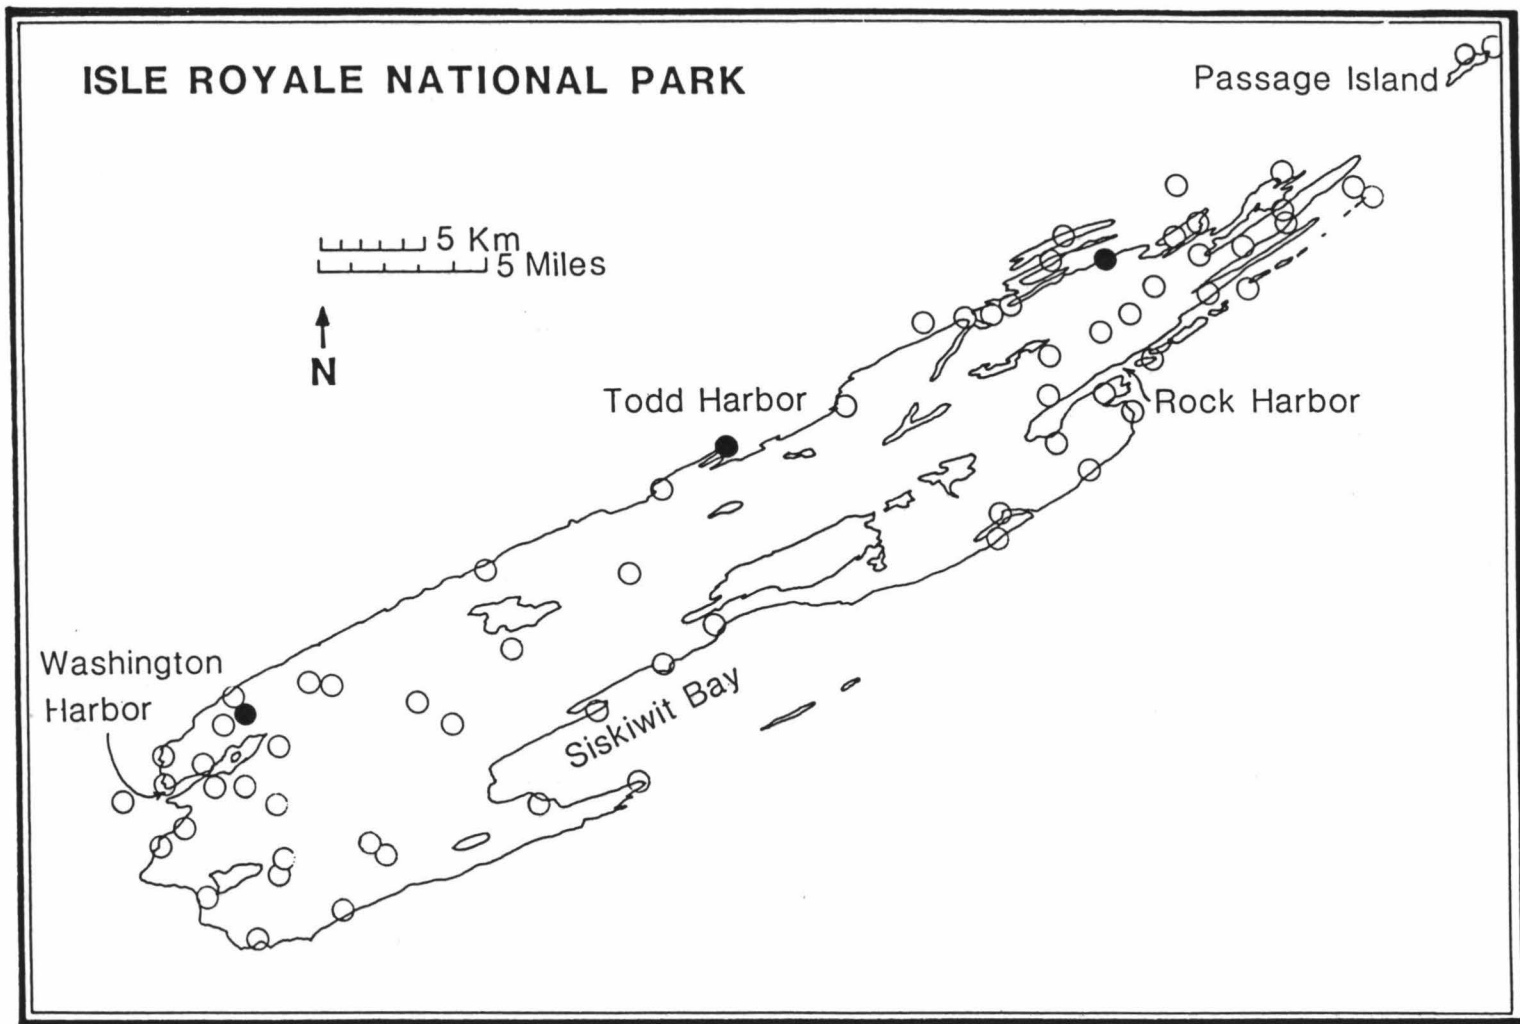 ISLE ROYALE NATIONAL PARK
Passage Island
5 Km
5 Miles
N
Todd Harbor
Rock Harbor
Washington
Harbor
Siskiwit Bay